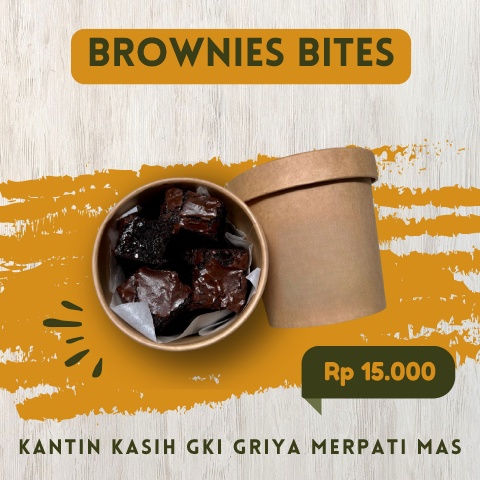 BROWNIES BITES
Rp 15.000
KANTIN KASIH GKI GRIYA MERPATI MAS